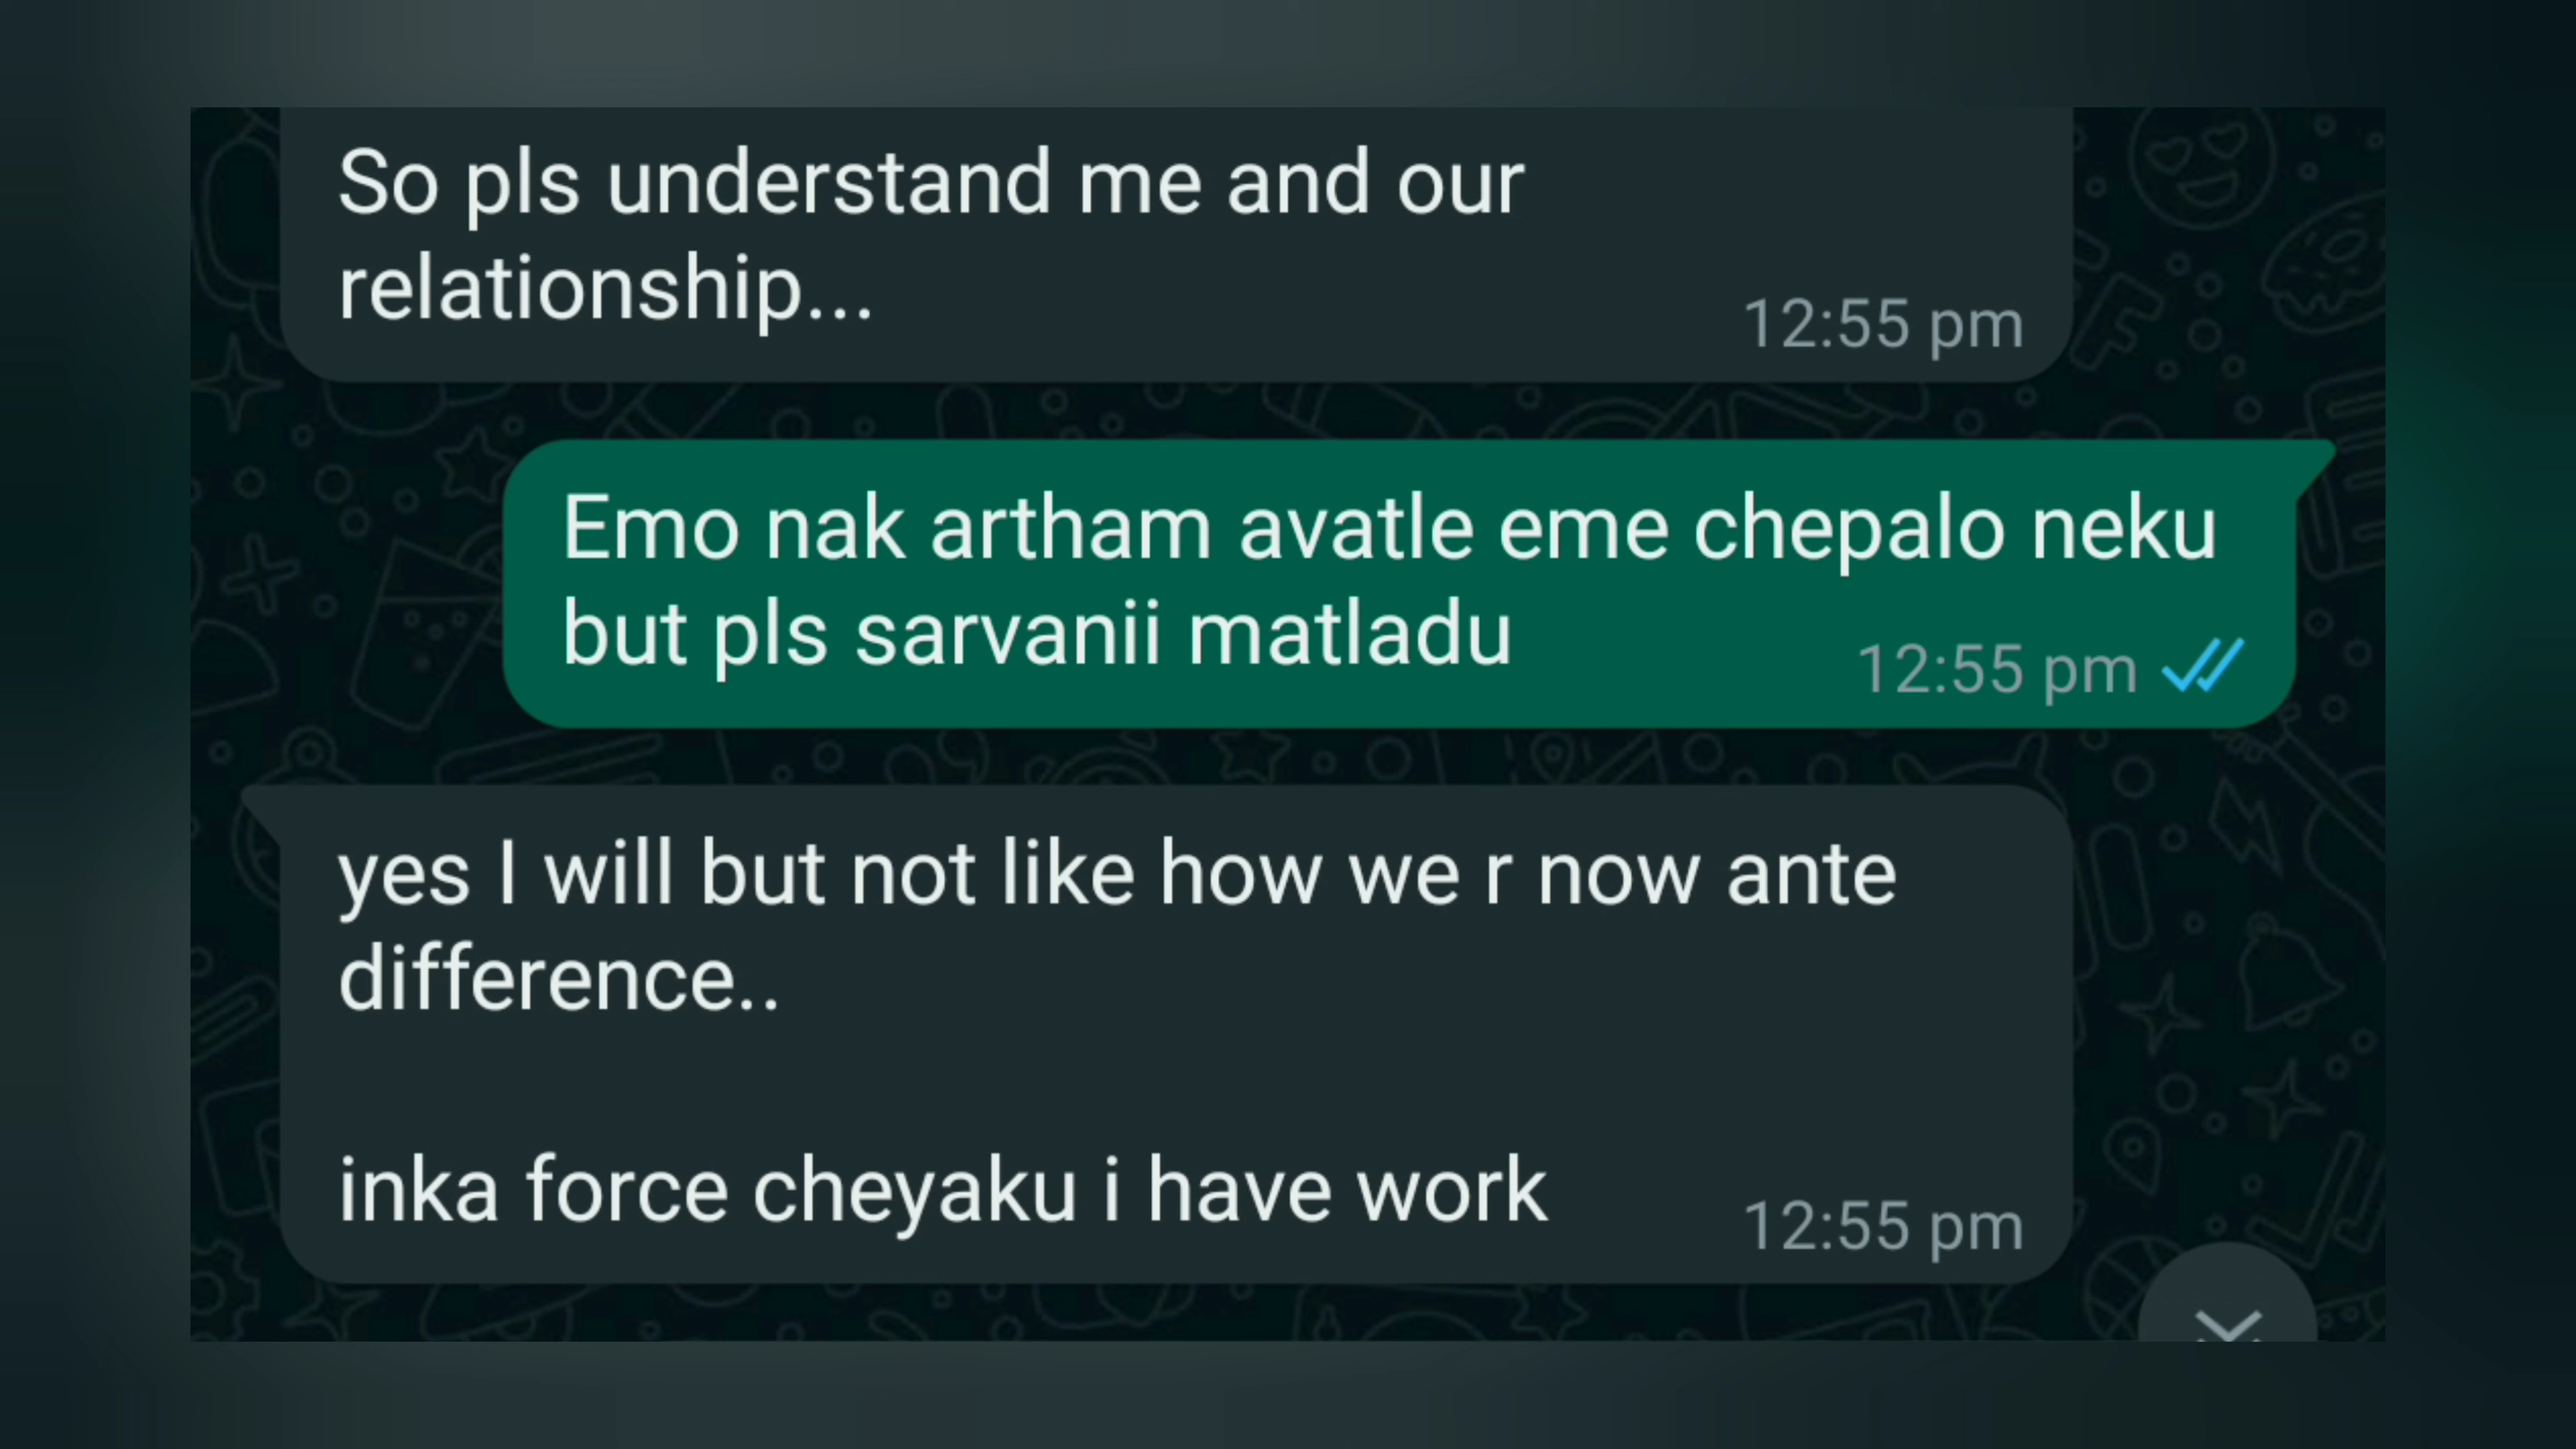 So pls understand me and our
relationship...
12:55 pm
Emo nak artham avatle eme chepalo neku
but pls sarvanii matladu
12:55 pm
yes I will but not like how we r now ante
difference..
inka force cheyaku i have work
12:55 pm